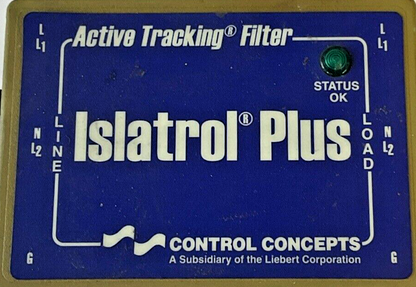 L
L1
Active Tracking® Filter
L
L1
STATUS
OK
N
L2
LINE
Islatrol® Plus
LOAD
N
L2
G
CONTROL CONCEPTS
A Subsidiary of the Liebert Corporation
G